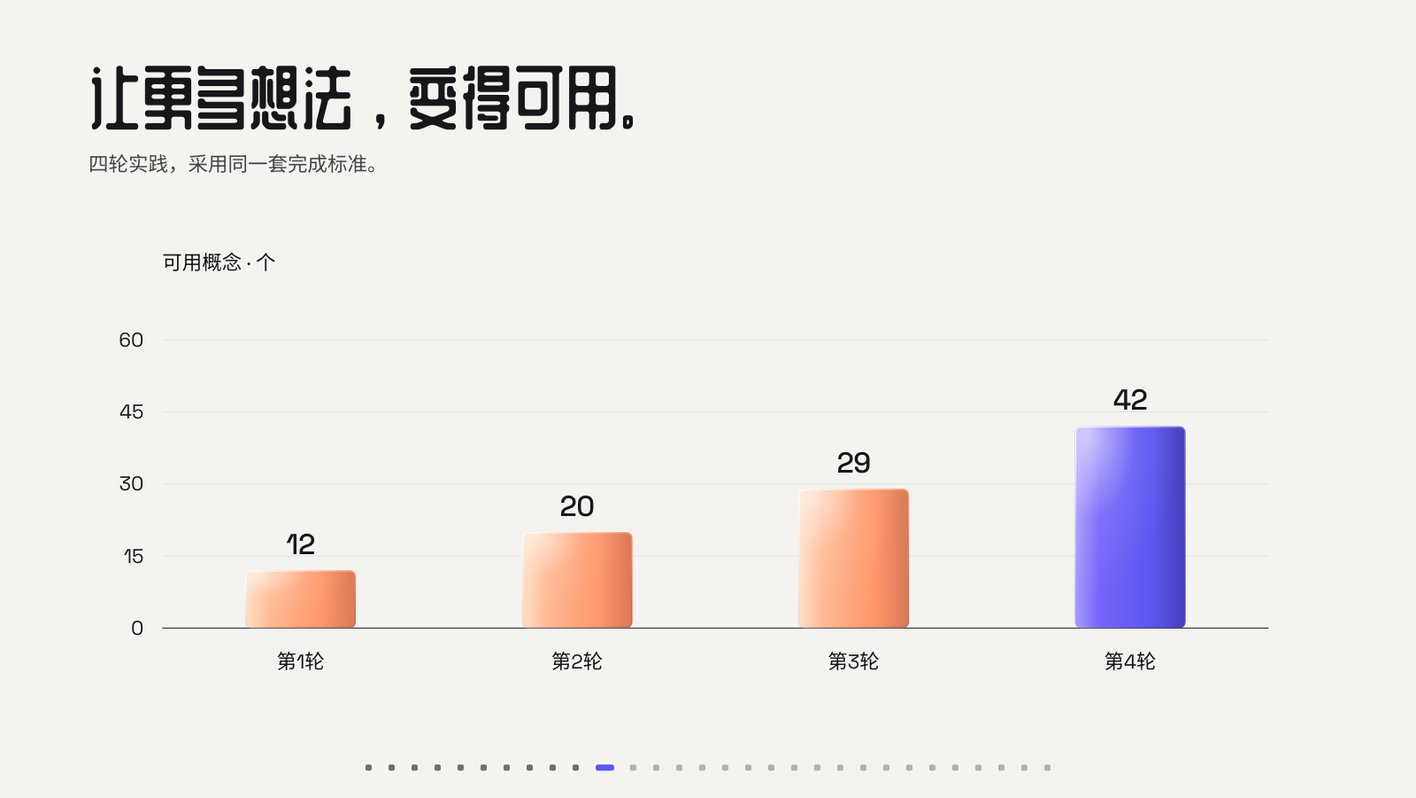 让更多想法，变得可用。
四轮实践，采用同一套完成标准。
可用概念 · 个
60
45
30
15
0
12
20
29
42
第1轮
第2轮
第3轮
第4轮